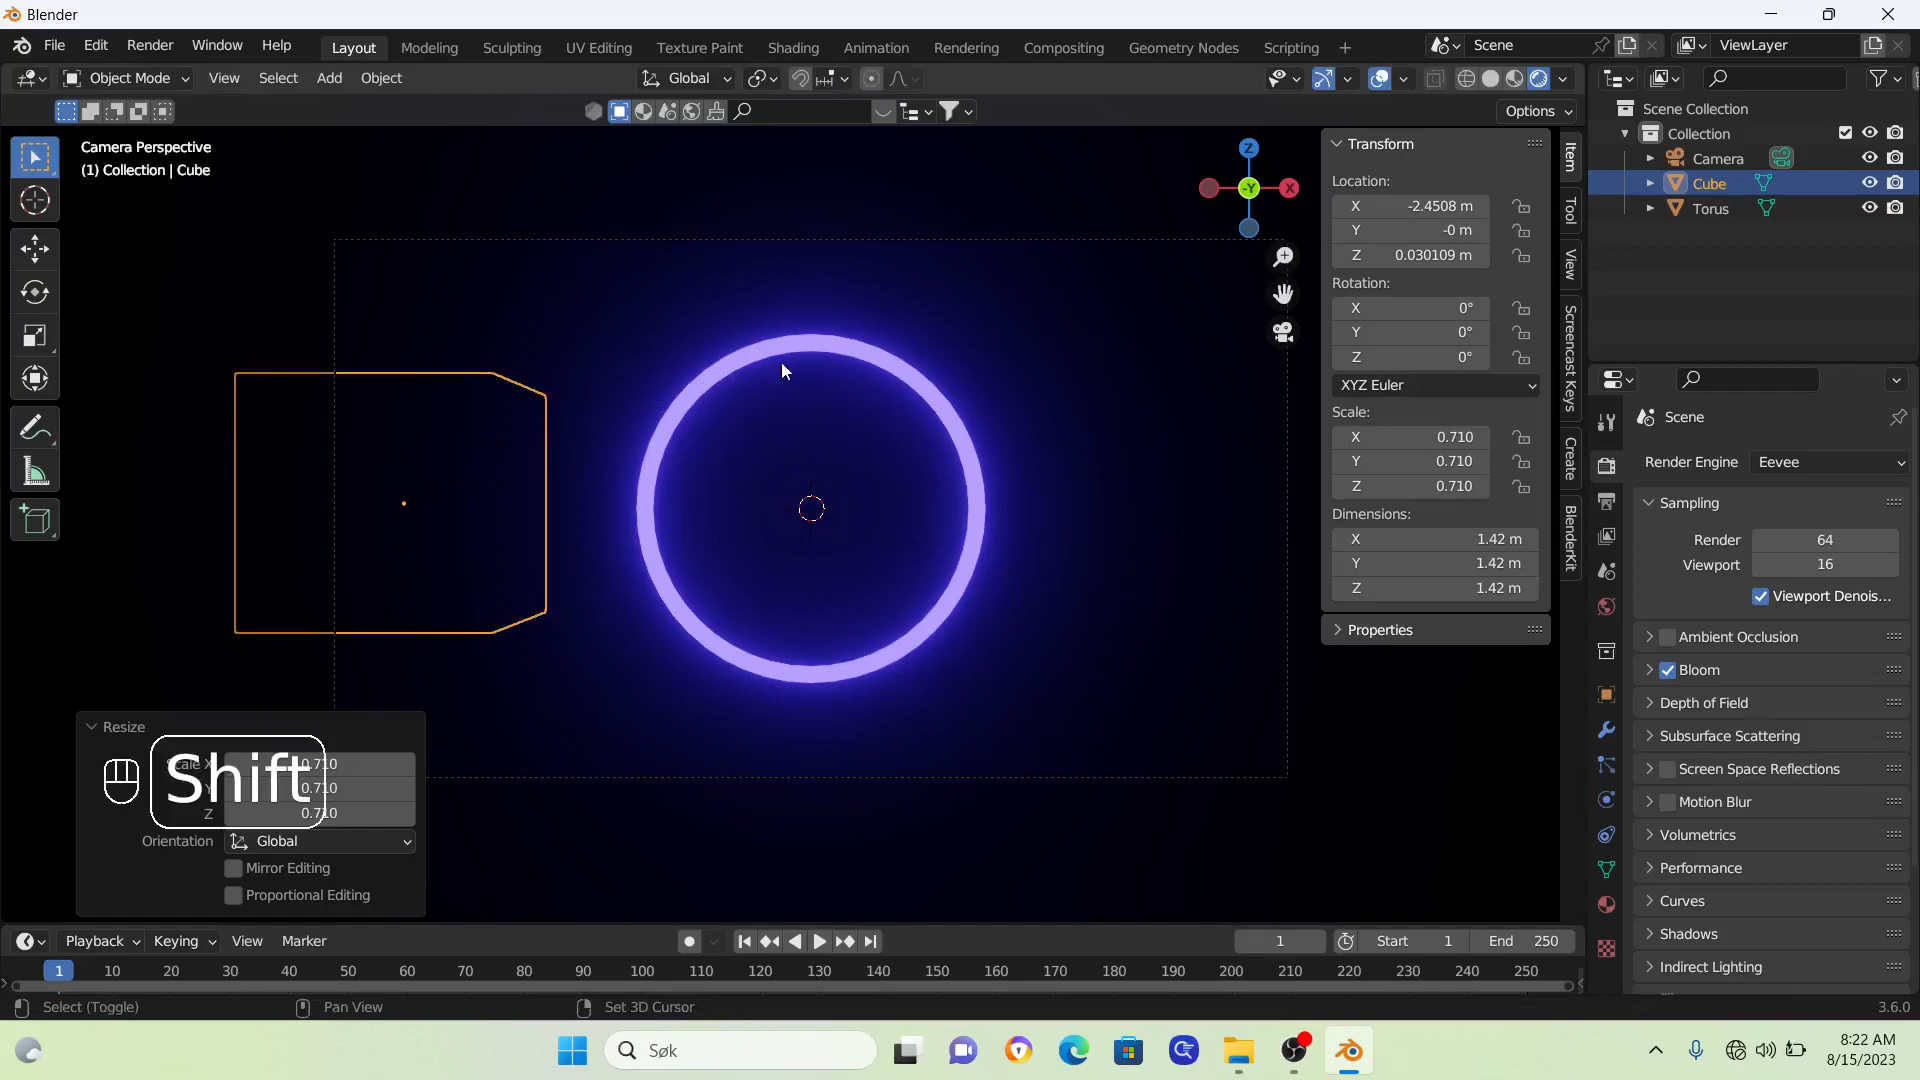 Blender
File Edit Render Window Help Layout Modeling Sculpting UV Editing Texture Paint Shading Animation Rendering Compositing Geometry Nodes Scripting + Scene ViewLayer
Object Mode View Select Add Object Global
Options
Camera Perspective
(1) Collection | Cube
Z
-Y
X
Transform
Location:
X -2.4508 m
Y -0 m
Z 0.030109 m
Rotation:
X 0°
Y 0°
Z 0°
XYZ Euler
Scale:
X 0.710
Y 0.710
Z 0.710
Dimensions:
X 1.42 m
Y 1.42 m
Z 1.42 m
Properties
Item
Tool
View
Screencast Keys
Create
BlenderKit
Scene Collection
Collection
Camera
Cube
Torus
Scene
Render Engine Eevee
Sampling
Render 64
Viewport 16
Viewport Denois...
Ambient Occlusion
Bloom
Depth of Field
Subsurface Scattering
Screen Space Reflections
Motion Blur
Volumetrics
Performance
Curves
Shadows
Indirect Lighting
Resize
Scale X 0.710
Y 0.710
Z 0.710
Shift
Orientation Global
Mirror Editing
Proportional Editing
Playback Keying View Marker 1 Start 1 End 250
1 10 20 30 40 50 60 70 80 90 100 110 120 130 140 150 160 170 180 190 200 210 220 230 240 250
Select (Toggle) Pan View Set 3D Cursor 3.6.0
Søk
8:22 AM
8/15/2023